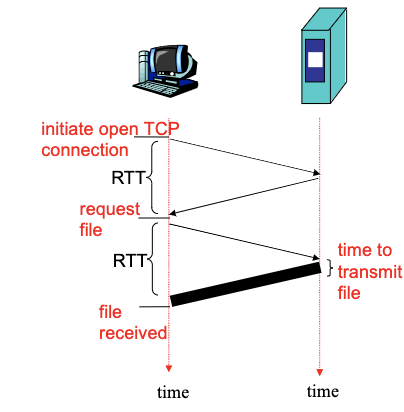 initiate open TCP
connection
RTT
request
file
RTT
time to
transmit
file
file
received
time
time